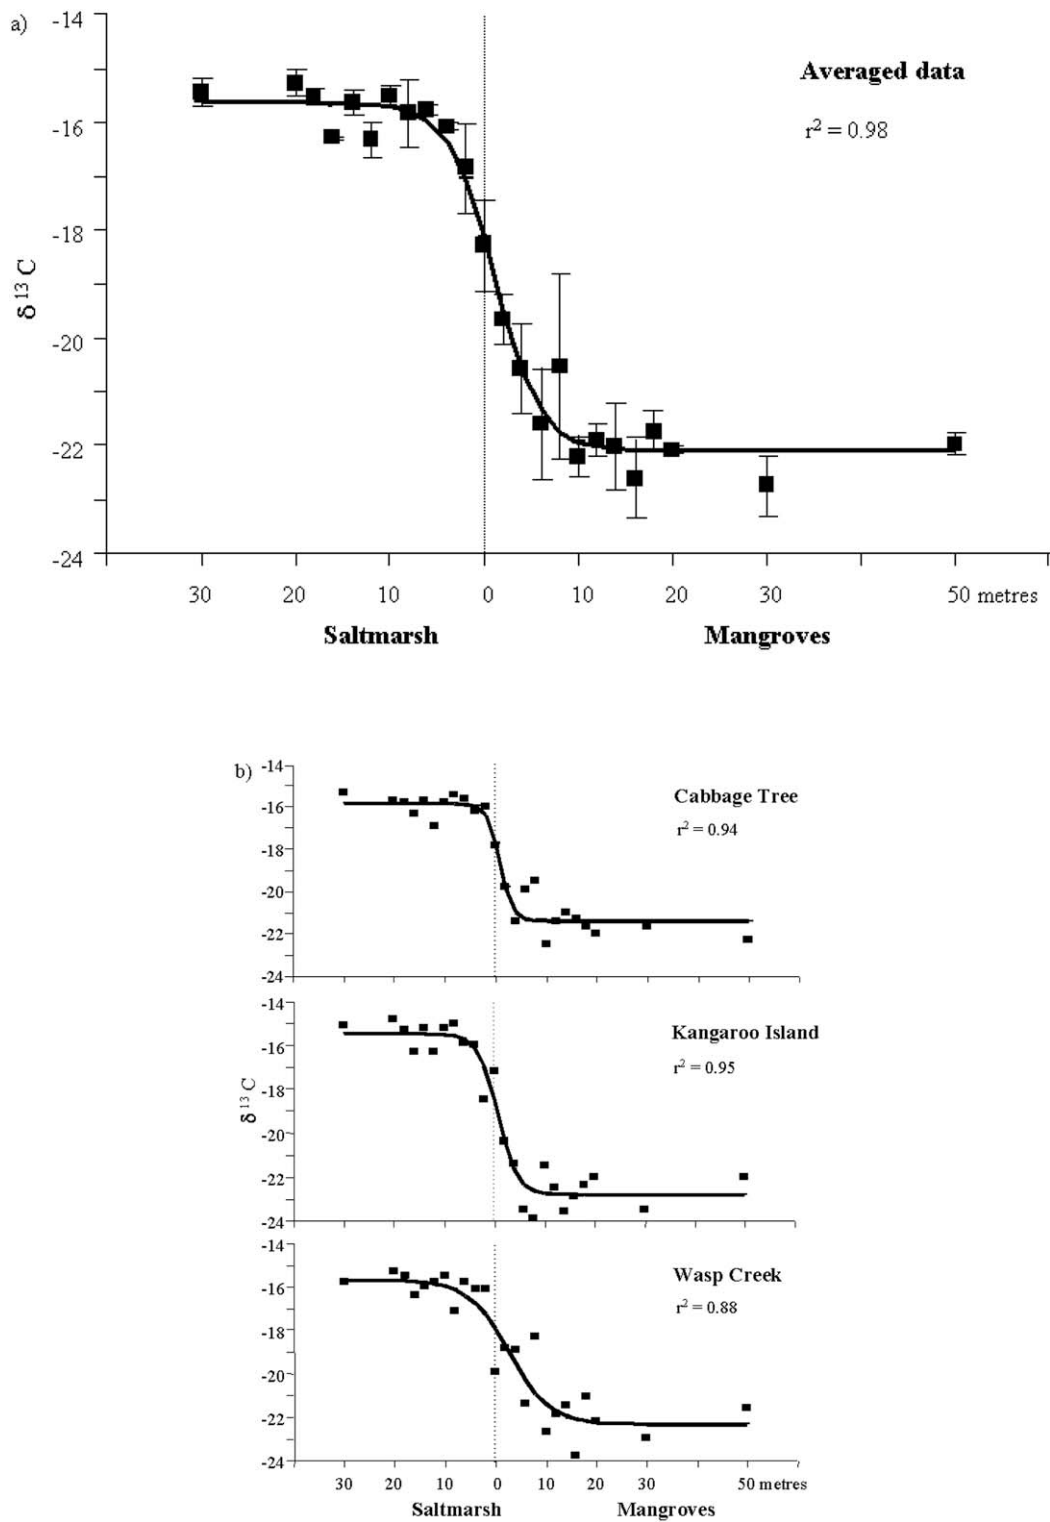 a)
-14
-16
-18
-20
-22
-24
δ 13 C
Averaged data
r2 = 0.98
30 20 10 0 10 20 30 50 metres
Saltmarsh Mangroves
b)
-14
-16
-18
-20
-22
-24
Cabbage Tree
r2 = 0.94
-14
-16
-18
-20
-22
-24
δ 13 C
Kangaroo Island
r2 = 0.95
-14
-16
-18
-20
-22
-24
Wasp Creek
r2 = 0.88
30 20 10 0 10 20 30 50 metres
Saltmarsh Mangroves